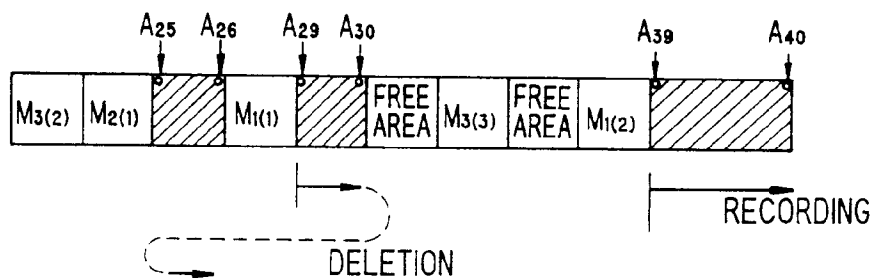 A25 A26 A29 A30 A39 A40
M3(2) M2(1) M1(1) FREE AREA M3(3) FREE AREA M1(2)
RECORDING
DELETION